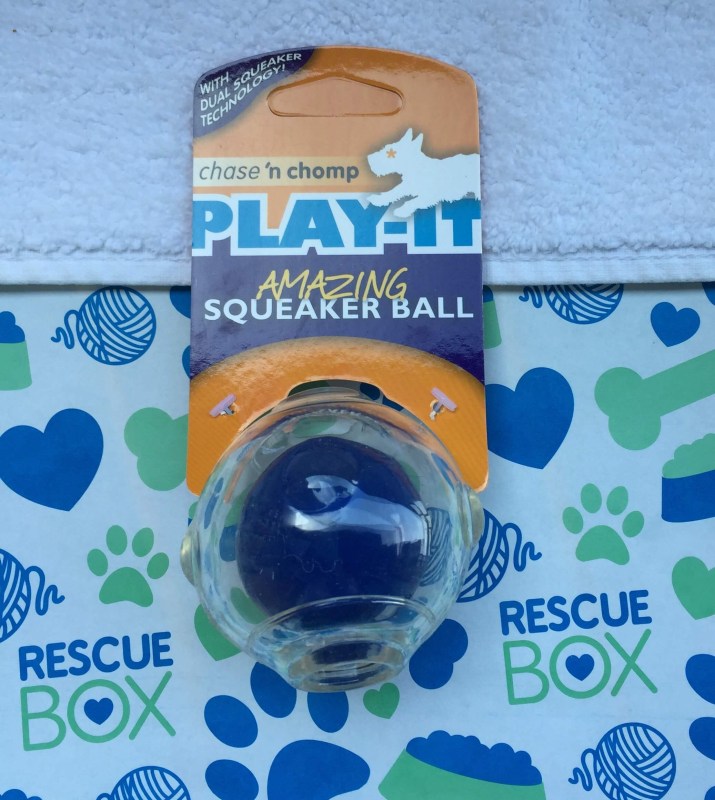 WITH
DUAL SQUEAKER
TECHNOLOGY!
chase 'n chomp
PLAY-IT
AMAZING
SQUEAKER BALL
RESCUE
BOX
RESCUE
BOX